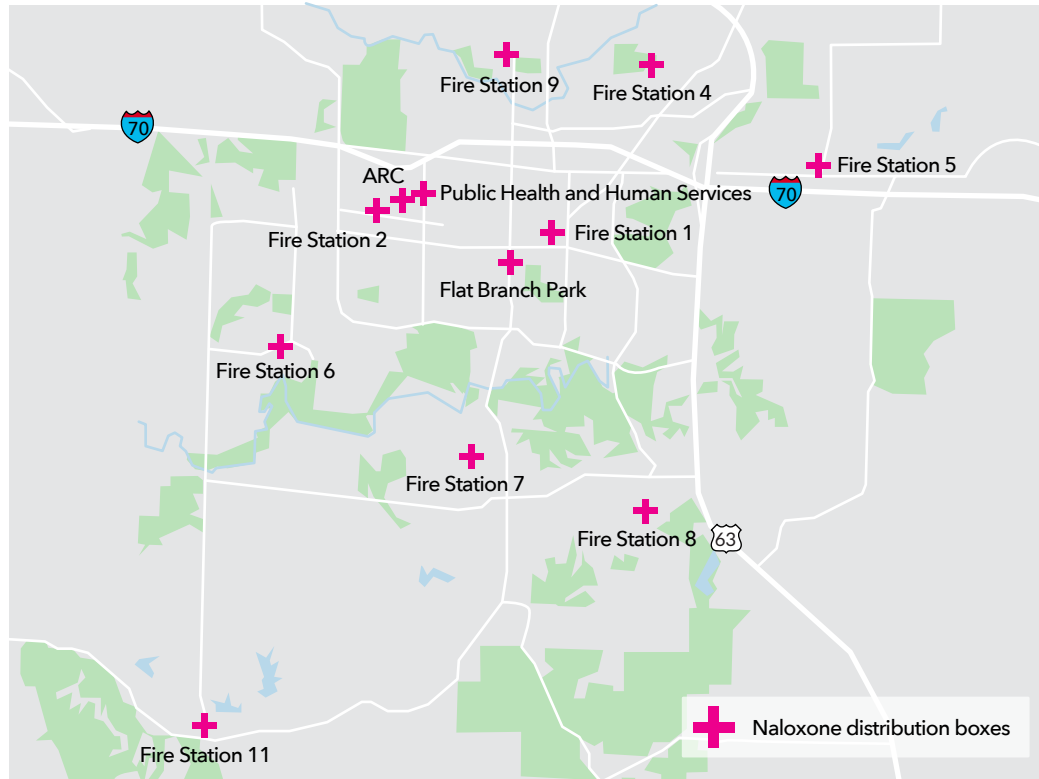 Fire Station 9
Fire Station 4
70
Fire Station 5
ARC
Public Health and Human Services
70
Fire Station 2
Fire Station 1
Flat Branch Park
Fire Station 6
Fire Station 7
Fire Station 8
63
Naloxone distribution boxes
Fire Station 11